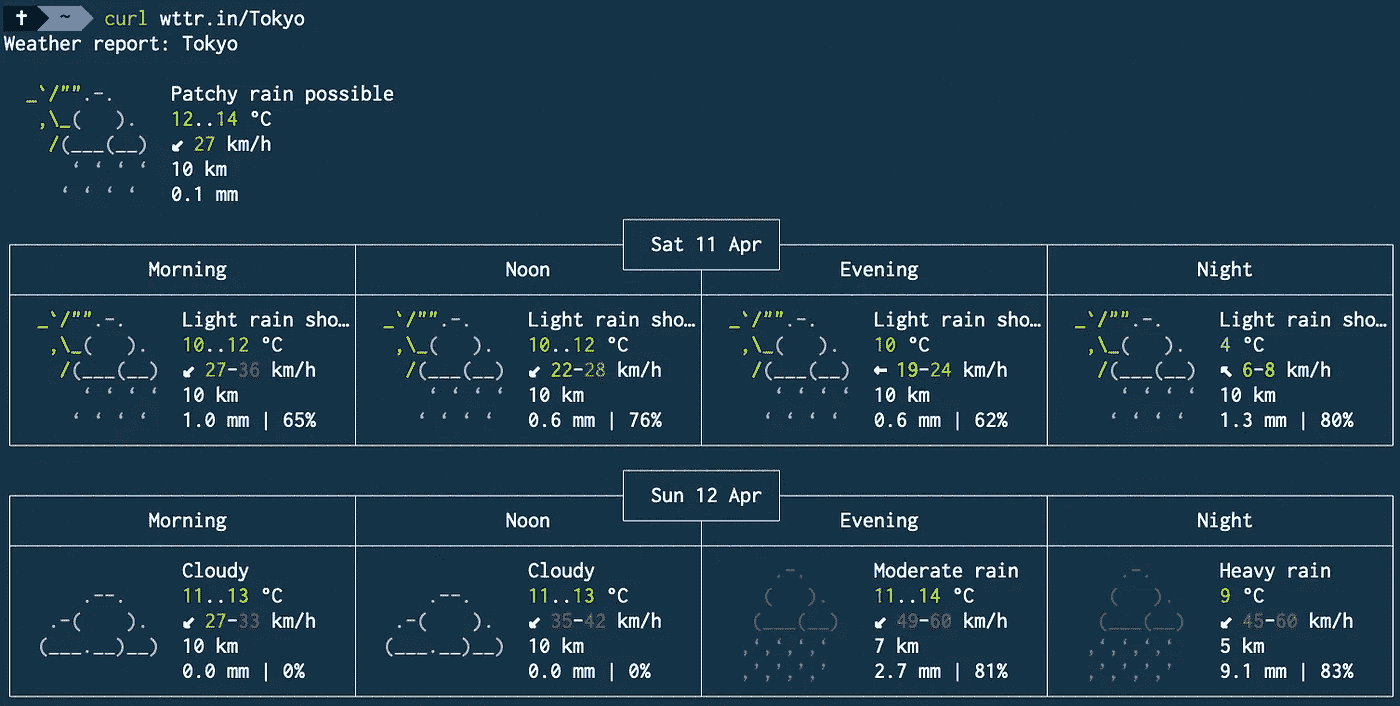 ✝ ~ curl wttr.in/Tokyo
Weather report: Tokyo
Patchy rain possible
12..14 °C
↙ 27 km/h
10 km
0.1 mm
Sat 11 Apr
Morning Noon Evening Night
Light rain sho… Light rain sho… Light rain sho… Light rain sho…
10..12 °C 10..12 °C 10 °C 4 °C
↙ 27-36 km/h ↙ 22-28 km/h ← 19-24 km/h ↖ 6-8 km/h
10 km 10 km 10 km 10 km
1.0 mm | 65% 0.6 mm | 76% 0.6 mm | 62% 1.3 mm | 80%
Sun 12 Apr
Morning Noon Evening Night
Cloudy Cloudy Moderate rain Heavy rain
11..13 °C 11..13 °C 11..14 °C 9 °C
↙ 27-33 km/h ↙ 35-42 km/h ↙ 49-60 km/h ↙ 45-60 km/h
10 km 10 km 7 km 5 km
0.0 mm | 0% 0.0 mm | 0% 2.7 mm | 81% 9.1 mm | 83%